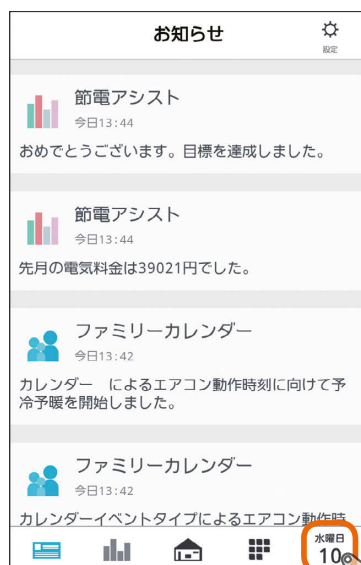 お知らせ
設定
節電アシスト
今日13:44
おめでとうございます。目標を達成しました。
節電アシスト
今日13:44
先月の電気料金は39021円でした。
ファミリーカレンダー
今日13:42
カレンダー　によるエアコン動作時刻に向けて予
冷予暖を開始しました。
ファミリーカレンダー
今日13:42
カレンダーイベントタイプによるエアコン動作時
水曜日
10